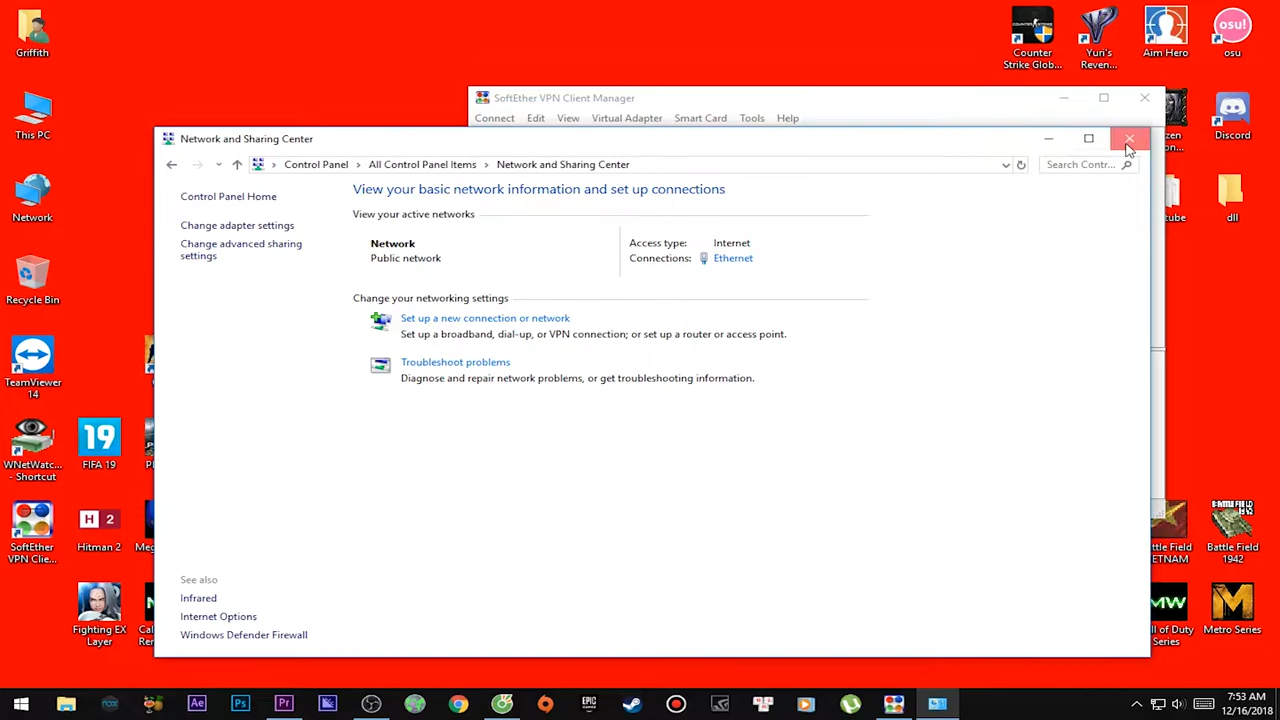 Griffith
This PC
Network
Recycle Bin
TeamViewer
14
WNetWatc...
- Shortcut
FIFA 19
SoftEther
VPN Clie...
Hitman 2
Fighting EX
Layer
Counter
Strike Glob...
Yuri's
Reven...
Aim Hero
osu!
osu
Discord
dll
Battle Field
1942
Metro Series
SoftEther VPN Client Manager
Connect Edit View Virtual Adapter Smart Card Tools Help
Network and Sharing Center
Control Panel All Control Panel Items Network and Sharing Center
Search Contr...
Control Panel Home
Change adapter settings
Change advanced sharing
settings
View your basic network information and set up connections
View your active networks
Network
Public network
Access type: Internet
Connections: Ethernet
Change your networking settings
Set up a new connection or network
Set up a broadband, dial-up, or VPN connection; or set up a router or access point.
Troubleshoot problems
Diagnose and repair network problems, or get troubleshooting information.
See also
Infrared
Internet Options
Windows Defender Firewall
7:53 AM
12/16/2018